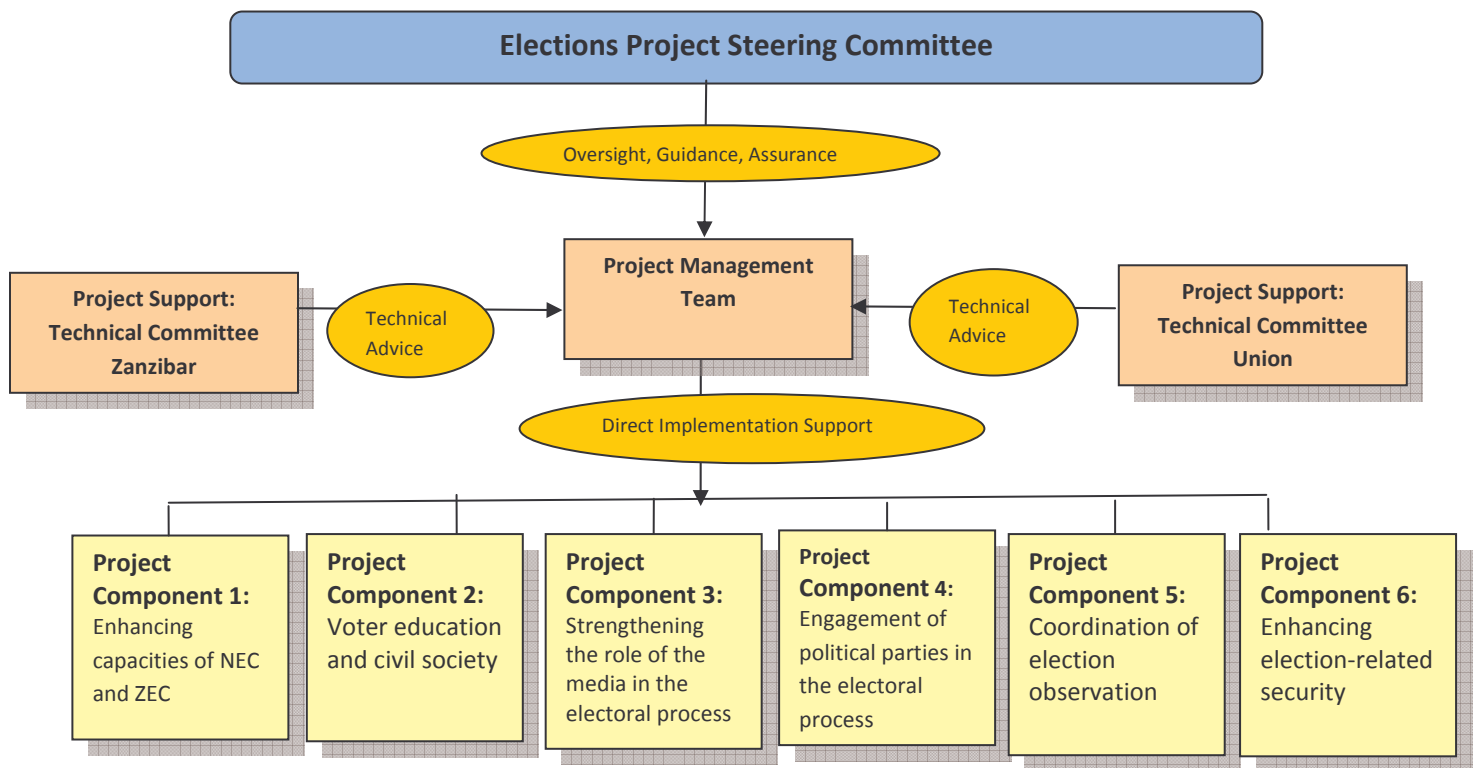 Elections Project Steering Committee
Oversight, Guidance, Assurance
Project Management
Team
Project Support:
Technical Committee
Zanzibar
Technical
Advice
Technical
Advice
Project Support:
Technical Committee
Union
Direct Implementation Support
Project
Component 1:
Enhancing
capacities of NEC
and ZEC
Project
Component 2:
Voter education
and civil society
Project
Component 3:
Strengthening
the role of the
media in the
electoral process
Project
Component 4:
Engagement of
political parties in
the electoral
process
Project
Component 5:
Coordination of
election
observation
Project
Component 6:
Enhancing
election-related
security